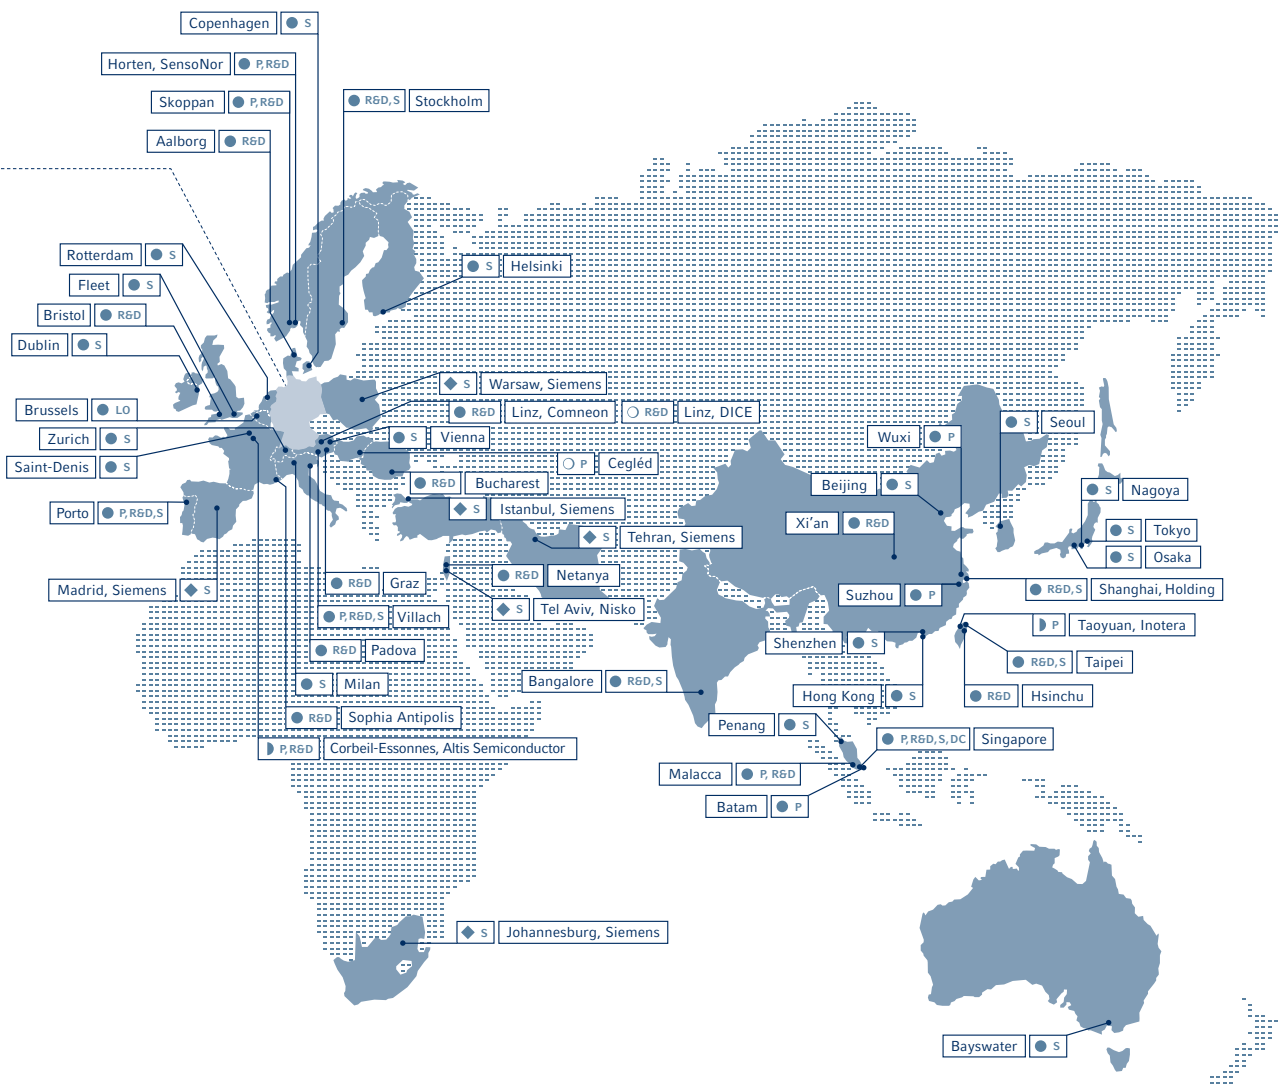 Copenhagen S
Horten, SensoNor P, R&D
Skoppan P, R&D
R&D, S Stockholm
Aalborg R&D
Rotterdam S
S Helsinki
Fleet S
Bristol R&D
Dublin S
S Warsaw, Siemens
Brussels LO
R&D Linz, Comneon
R&D Linz, DICE
S Seoul
Zurich S
S Vienna
Wuxi P
Saint-Denis S
P Cegléd
R&D Bucharest
Beijing S
S Nagoya
Porto P, R&D, S
S Istanbul, Siemens
Xi'an R&D
S Tokyo
S Tehran, Siemens
S Osaka
Madrid, Siemens S
R&D Graz
R&D Netanya
Suzhou P
R&D, S Shanghai, Holding
P, R&D, S Villach
S Tel Aviv, Nisko
P Taoyuan, Inotera
R&D Padova
Shenzhen S
R&D, S Taipei
S Milan
Bangalore R&D, S
Hong Kong S
R&D Hsinchu
R&D Sophia Antipolis
Penang S
P, R&D Corbeil-Essonnes, Altis Semiconductor
P, R&D, S, DC Singapore
Malacca P, R&D
Batam P
S Johannesburg, Siemens
Bayswater S